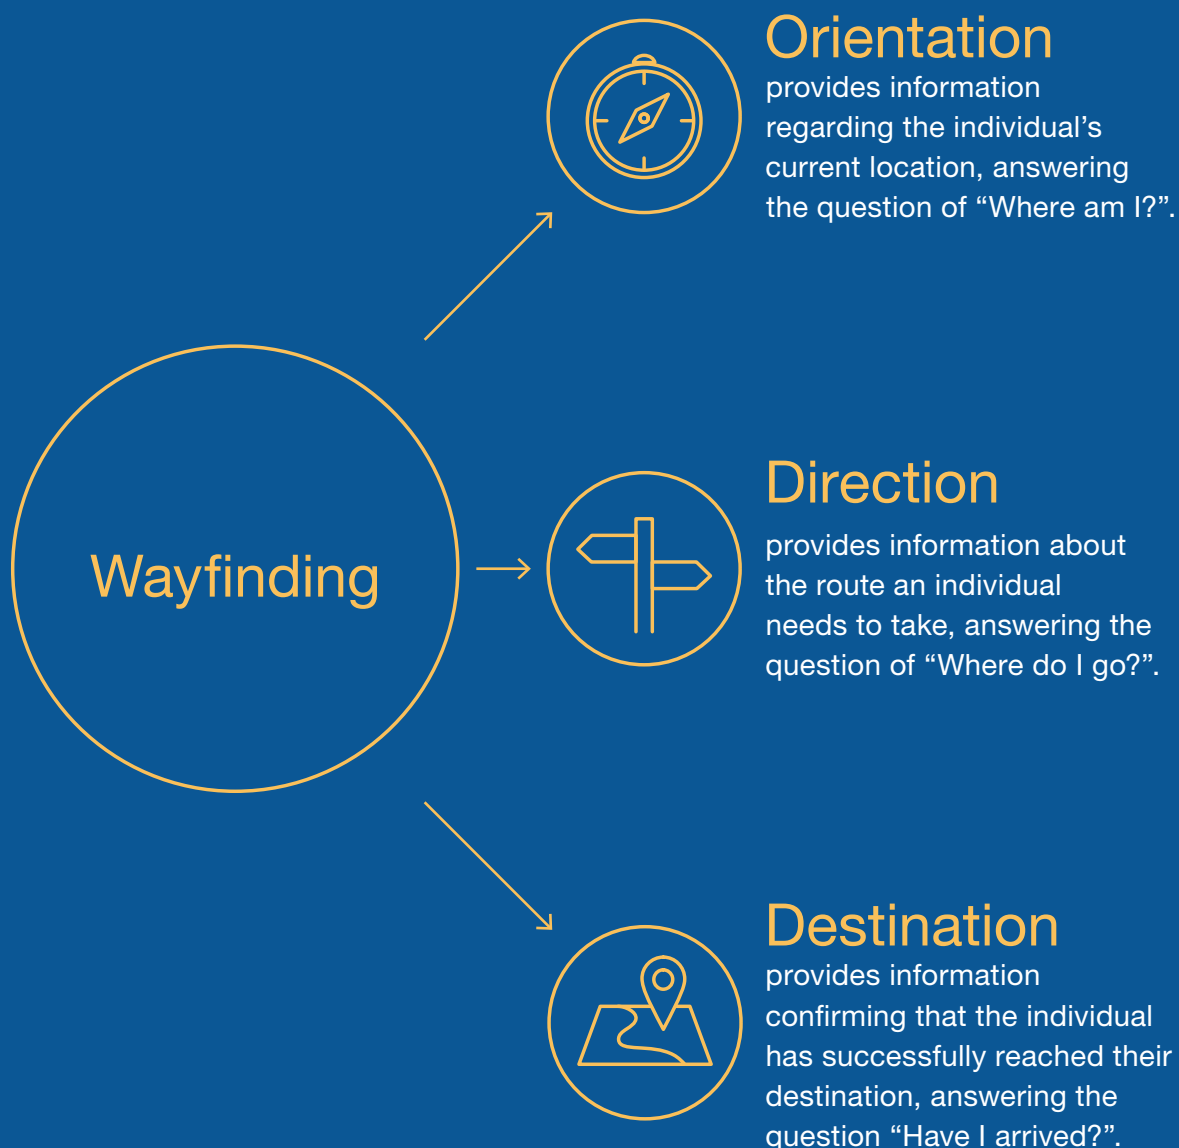 Orientation
provides information
regarding the individual’s
current location, answering
the question of “Where am I?”.
Wayfinding
Direction
provides information about
the route an individual
needs to take, answering the
question of “Where do I go?”.
Destination
provides information
confirming that the individual
has successfully reached their
destination, answering the
question “Have I arrived?”.